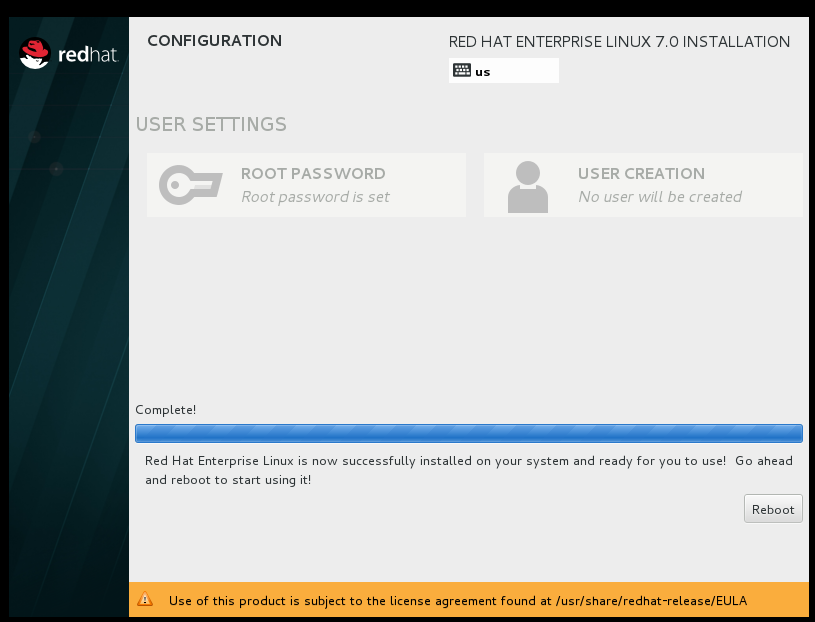 redhat.
CONFIGURATION
RED HAT ENTERPRISE LINUX 7.0 INSTALLATION
us
USER SETTINGS
ROOT PASSWORD
Root password is set
USER CREATION
No user will be created
Complete!
Red Hat Enterprise Linux is now successfully installed on your system and ready for you to use! Go ahead
and reboot to start using it!
Reboot
Use of this product is subject to the license agreement found at /usr/share/redhat-release/EULA